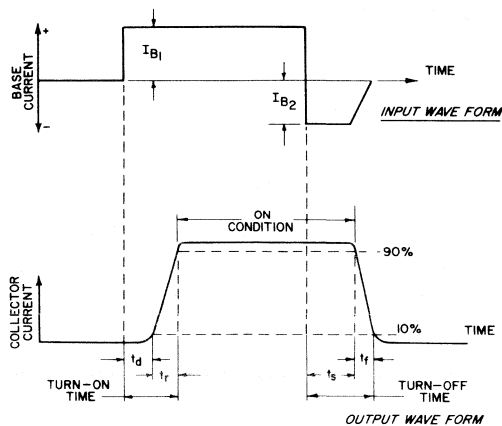 +
I_B1
BASE
CURRENT
TIME
I_B2
INPUT WAVE FORM
−
ON
CONDITION
90%
COLLECTOR
CURRENT
10%
TIME
t_d
t_r
t_s
t_f
TURN-ON
TIME
TURN-OFF
TIME
OUTPUT WAVE FORM